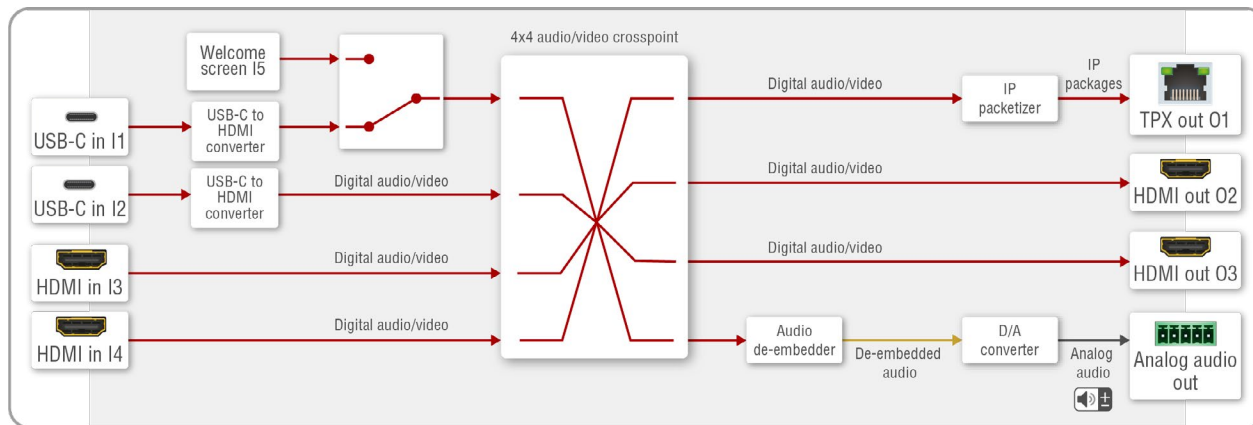 4x4 audio/video crosspoint
Welcome
screen I5
USB-C in I1
USB-C to
HDMI
converter
USB-C in I2
USB-C to
HDMI
converter
Digital audio/video
HDMI in I3
Digital audio/video
HDMI in I4
Digital audio/video
Digital audio/video
IP
packetizer
IP
packages
TPX out O1
Digital audio/video
HDMI out O2
Digital audio/video
HDMI out O3
Audio
de-embedder
De-embedded
audio
D/A
converter
Analog
audio
Analog audio
out